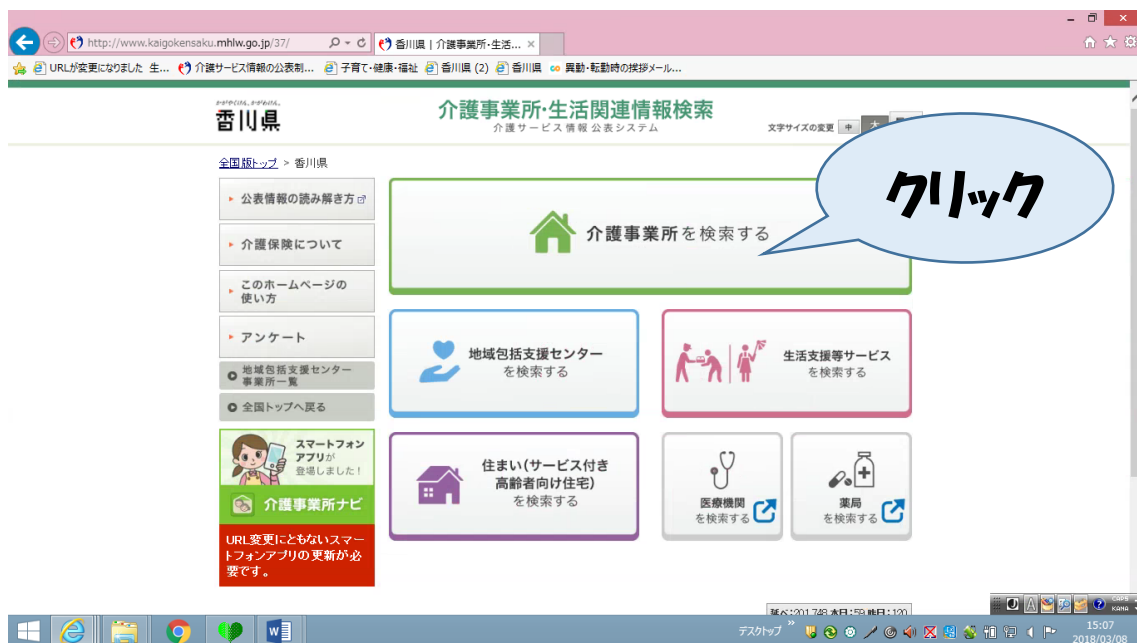 http://www.kaigokensaku.mhlw.go.jp/37/
香川県 | 介護事業所・生活...
URLが変更になりました 生...
介護サービス情報の公表制...
子育て・健康・福祉
香川県 (2)
香川県
異動・転勤時の挨拶メール...
香川県
介護事業所・生活関連情報検索
介護サービス情報公表システム
文字サイズの変更 中 大
全国版トップ > 香川県
クリック
公表情報の読み解き方
介護保険について
このホームページの
使い方
アンケート
地域包括支援センター
事業所一覧
全国トップへ戻る
スマートフォン
アプリが
登場しました！
介護事業所ナビ
URL変更にともないスマー
トフォンアプリの更新が必
要です。
介護事業所を検索する
地域包括支援センター
を検索する
生活支援等サービス
を検索する
住まい(サービス付き
高齢者向け住宅)
を検索する
医療機関
を検索する
薬局
を検索する
延べ:201,748 本日:59 昨日:120
A
CAPS
KANA
デスクトップ
15:07
2018/03/08